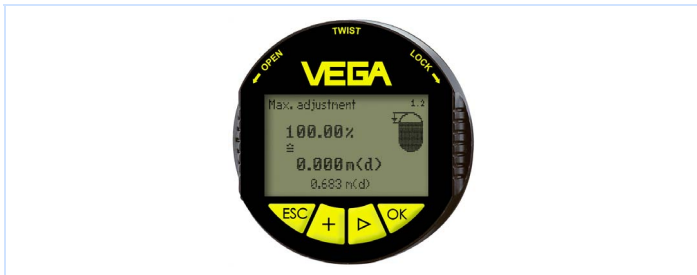 TWIST
← OPEN
LOCK →
VEGA
Max. adjustment 1.2
100.00%
≙
0.000m(d)
0.683 m(d)
ESC + ▷ OK